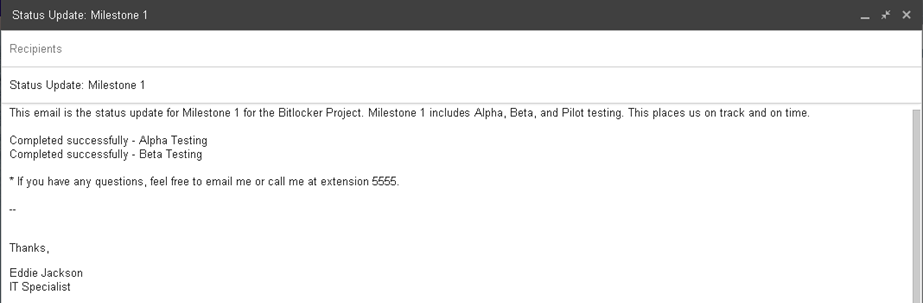 Status Update: Milestone 1
Recipients
Status Update: Milestone 1
This email is the status update for Milestone 1 for the Bitlocker Project. Milestone 1 includes Alpha, Beta, and Pilot testing. This places us on track and on time.
Completed successfully - Alpha Testing
Completed successfully - Beta Testing
* If you have any questions, feel free to email me or call me at extension 5555.
--
Thanks,
Eddie Jackson
IT Specialist